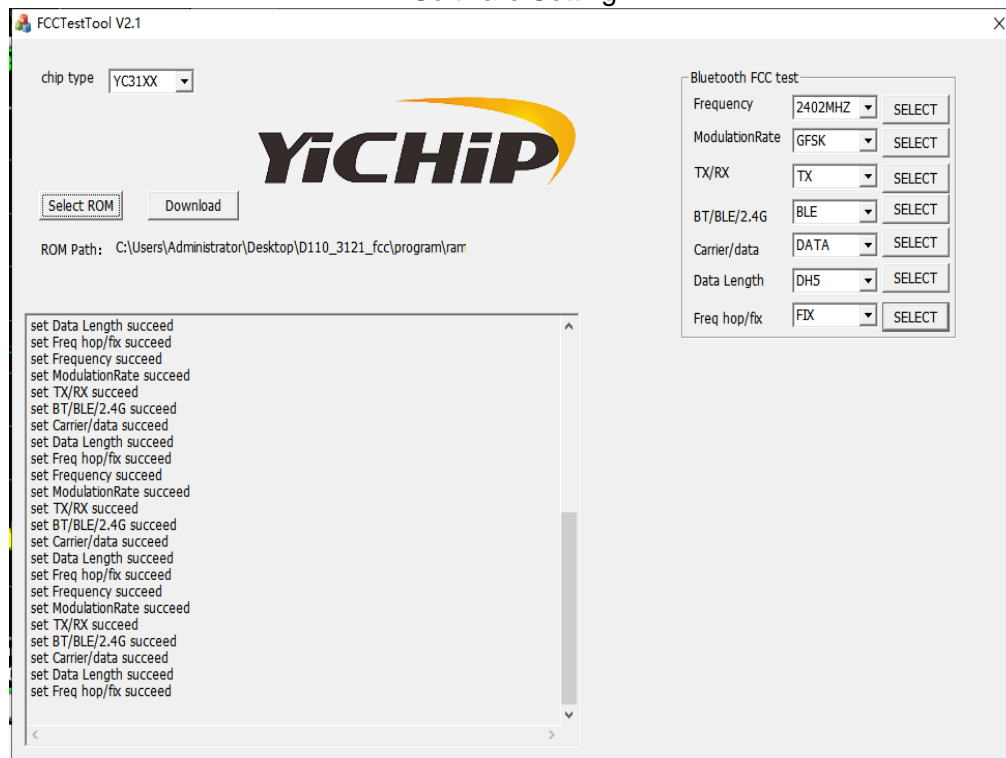 Software Setting
FCCTestTool V2.1
chip type YC31XX
YiCHiP
Select ROM Download
ROM Path: C:\Users\Administrator\Desktop\D110_3121_fcc\program\ram
Bluetooth FCC test
Frequency 2402MHZ SELECT
ModulationRate GFSK SELECT
TX/RX TX SELECT
BT/BLE/2.4G BLE SELECT
Carrier/data DATA SELECT
Data Length DH5 SELECT
Freq hop/fix FIX SELECT
set Data Length succeed
set Freq hop/fix succeed
set Frequency succeed
set ModulationRate succeed
set TX/RX succeed
set BT/BLE/2.4G succeed
set Carrier/data succeed
set Data Length succeed
set Freq hop/fix succeed
set Frequency succeed
set ModulationRate succeed
set TX/RX succeed
set BT/BLE/2.4G succeed
set Carrier/data succeed
set Data Length succeed
set Freq hop/fix succeed
set Frequency succeed
set ModulationRate succeed
set TX/RX succeed
set BT/BLE/2.4G succeed
set Carrier/data succeed
set Data Length succeed
set Freq hop/fix succeed